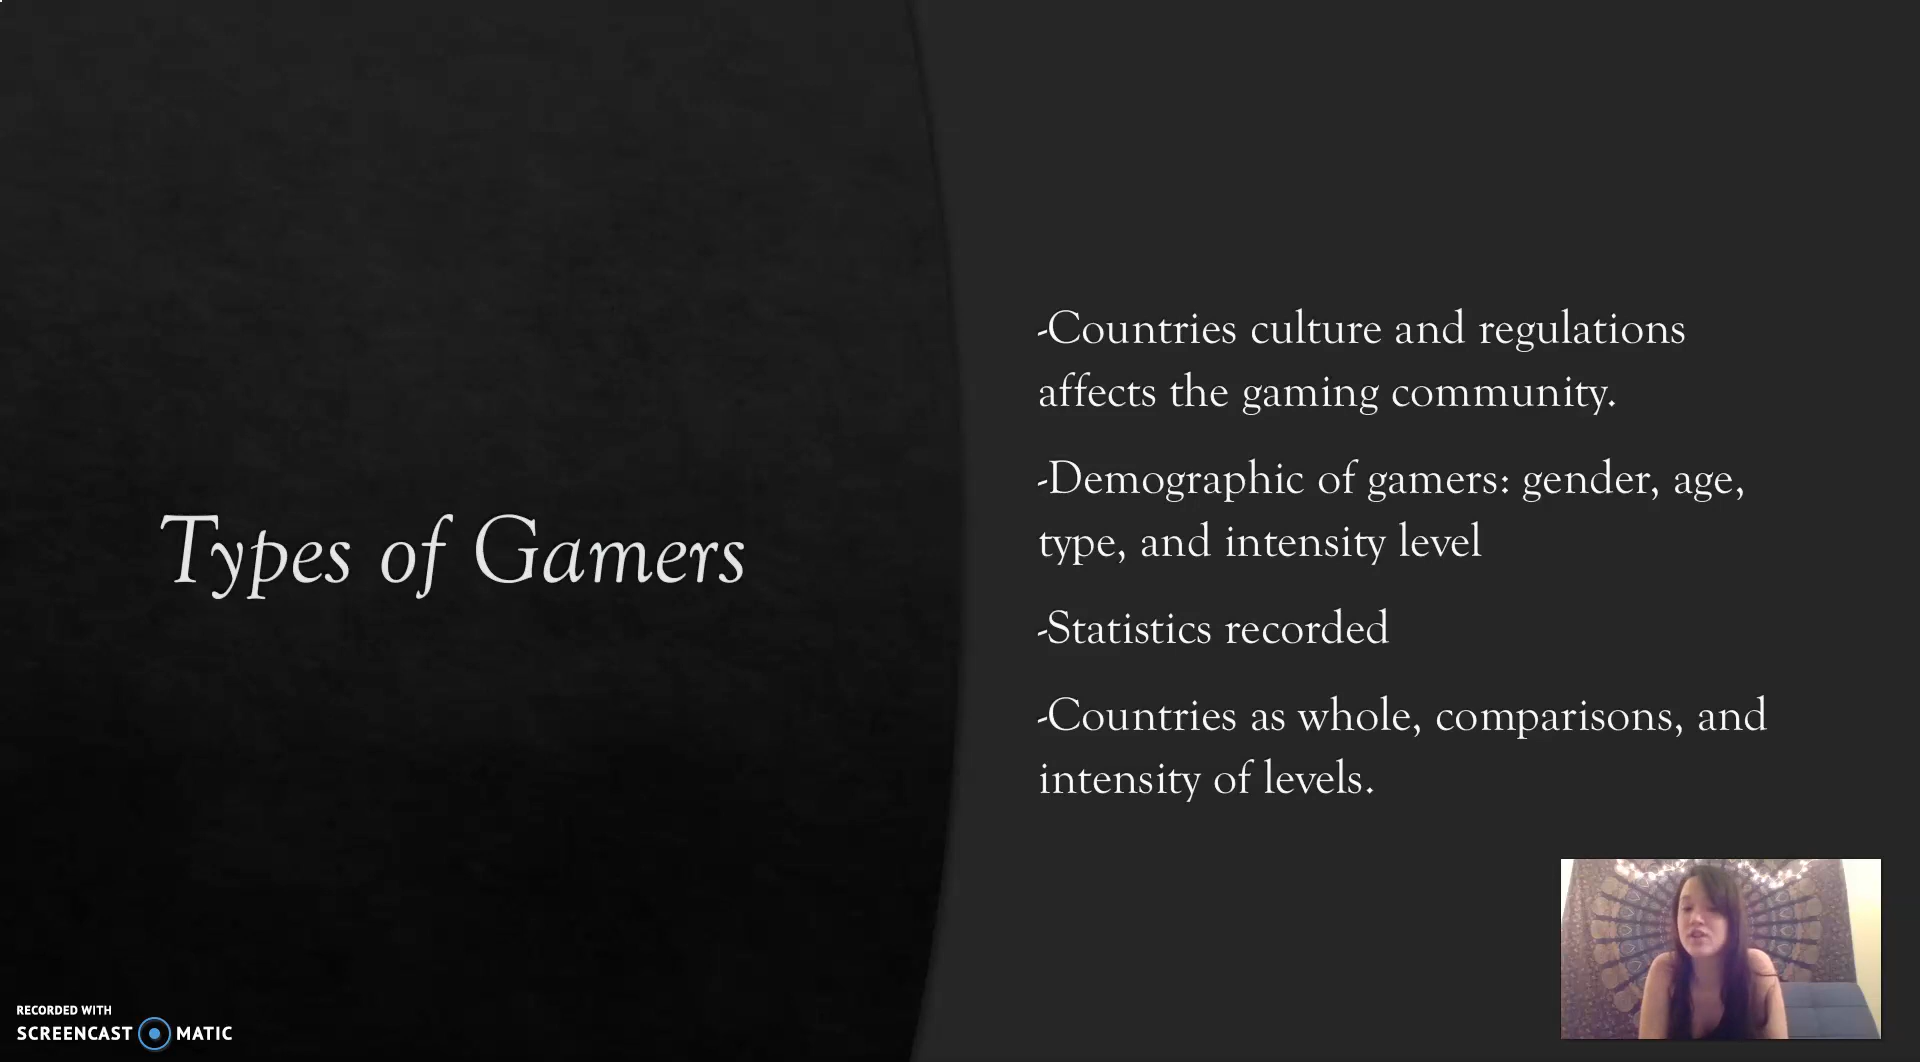 Types of Gamers
-Countries culture and regulations
affects the gaming community.
-Demographic of gamers: gender, age,
type, and intensity level
-Statistics recorded
-Countries as whole, comparisons, and
intensity of levels.
RECORDED WITH
SCREENCAST MATIC